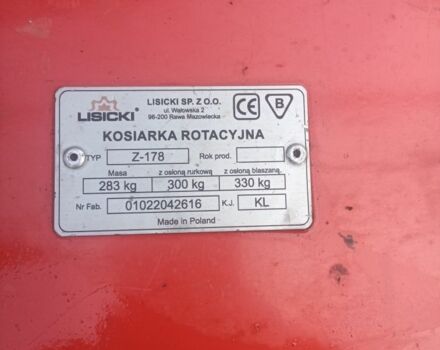 LISICKI
LISICKI SP. Z O.O.
ul. Wałowska 2
96-200 Rawa Mazowiecka
CE
B
KOSIARKA ROTACYJNA
TYP Z-178 Rok prod.
Masa z osłoną rurkową z osłoną blaszaną
283 kg 300 kg 330 kg
Nr Fab. 01022042616 K.J. KL
Made in Poland